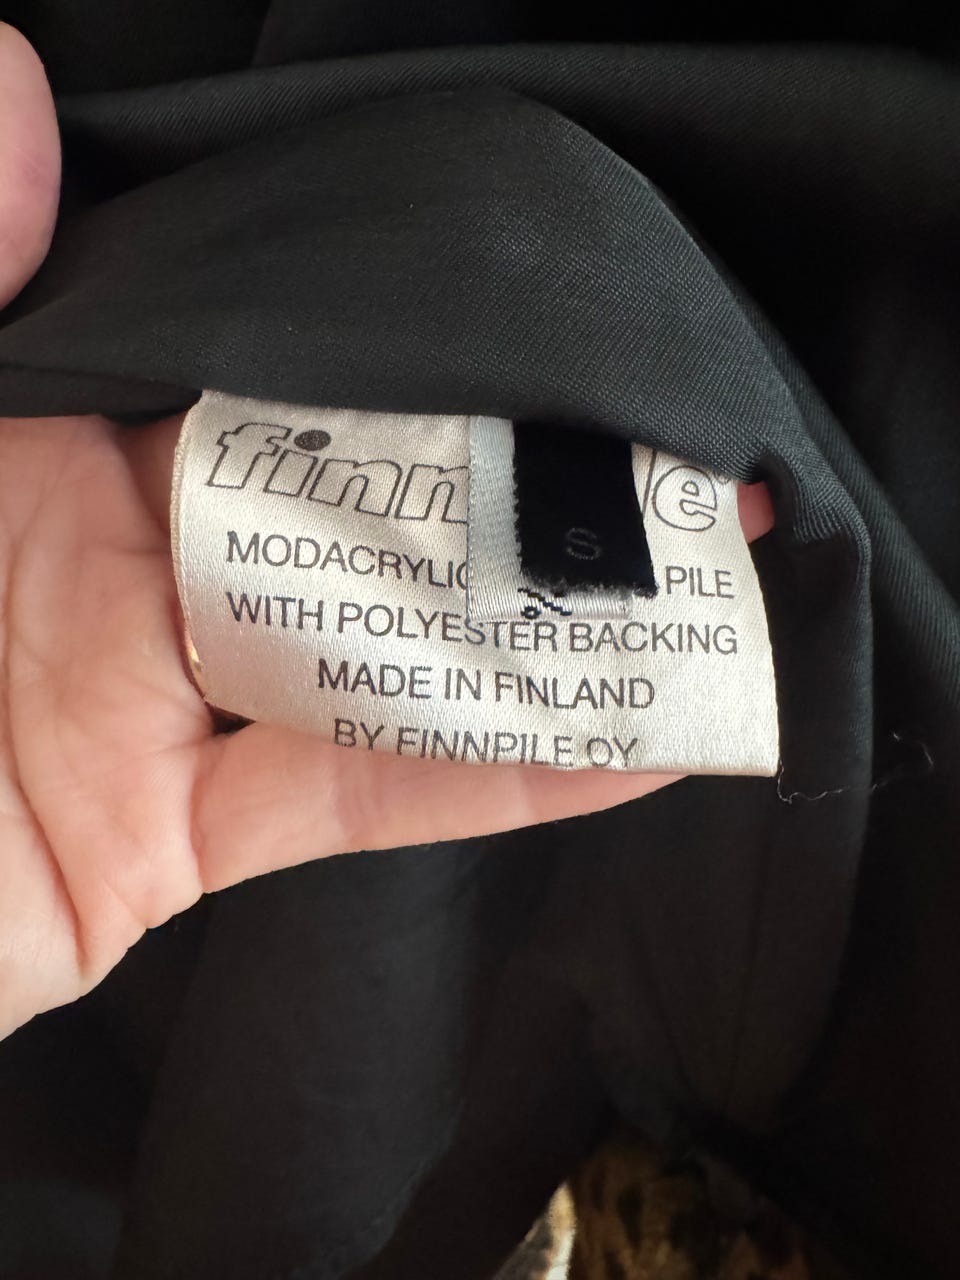 finn le
MODACRYLIC PILE
WITH POLYESTER BACKING
MADE IN FINLAND
BY FINNPILE OY
S